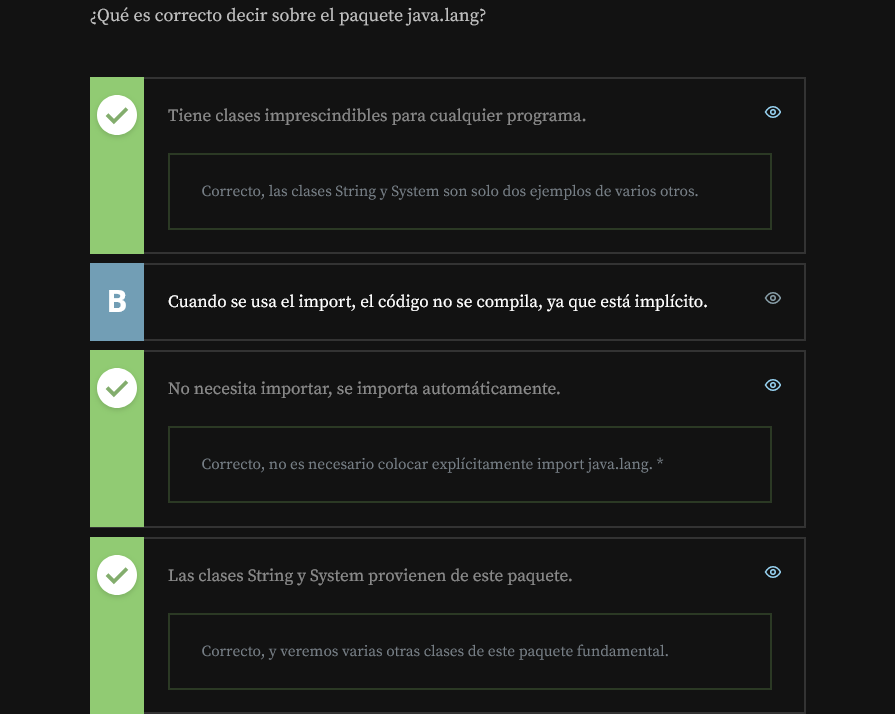 ¿Qué es correcto decir sobre el paquete java.lang?
Tiene clases imprescindibles para cualquier programa.
Correcto, las clases String y System son solo dos ejemplos de varios otros.
B
Cuando se usa el import, el código no se compila, ya que está implícito.
No necesita importar, se importa automáticamente.
Correcto, no es necesario colocar explícitamente import java.lang. *
Las clases String y System provienen de este paquete.
Correcto, y veremos varias otras clases de este paquete fundamental.